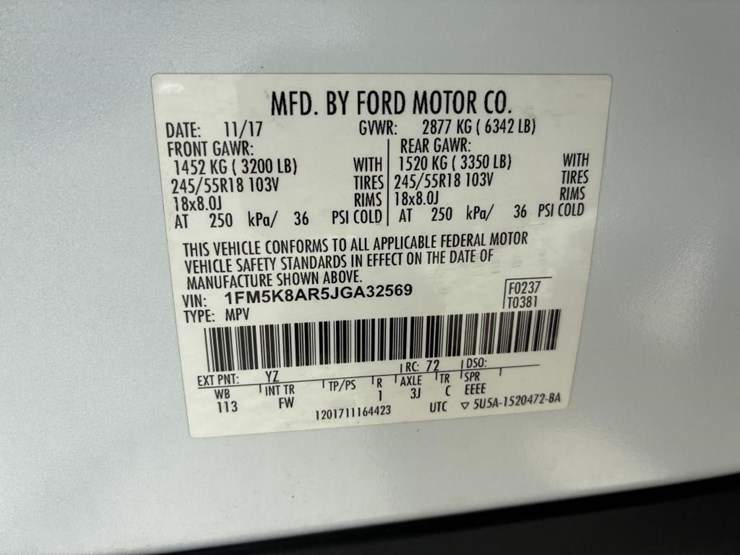 MFD. BY FORD MOTOR CO.
DATE: 11/17 GVWR: 2877 KG ( 6342 LB)
FRONT GAWR: REAR GAWR:
1452 KG ( 3200 LB) WITH 1520 KG ( 3350 LB) WITH
245/55R18 103V TIRES 245/55R18 103V TIRES
18x8.0J RIMS 18x8.0J RIMS
AT 250 kPa/ 36 PSI COLD AT 250 kPa/ 36 PSI COLD
THIS VEHICLE CONFORMS TO ALL APPLICABLE FEDERAL MOTOR
VEHICLE SAFETY STANDARDS IN EFFECT ON THE DATE OF
MANUFACTURE SHOWN ABOVE.
VIN: 1FM5K8AR5JGA32569 F0237
TYPE: MPV T0381
EXT PNT: YZ RC: 72 DSO:
WB INT TR TP/PS R AXLE TR SPR
113 FW 1 3J C EEEE
1201711164423 UTC ▽ 5U5A-1520472-BA